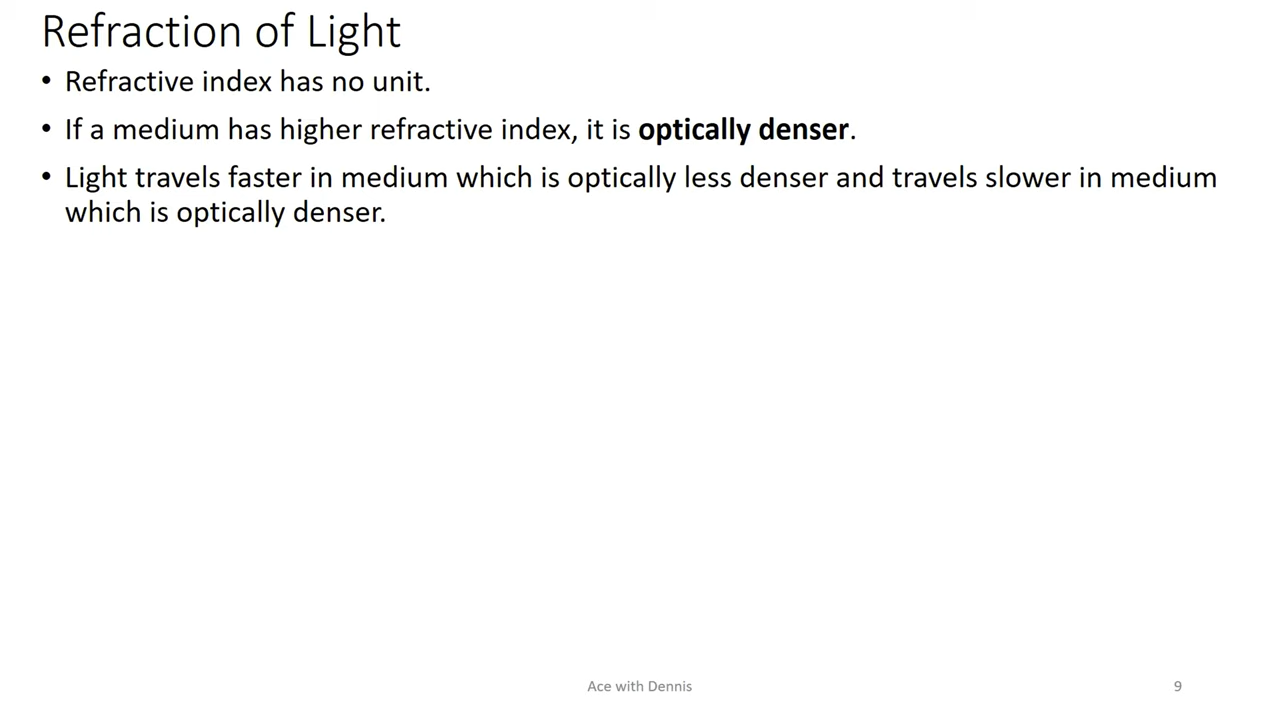 Refraction of Light
• Refractive index has no unit.
• If a medium has higher refractive index, it is optically denser.
• Light travels faster in medium which is optically less denser and travels slower in medium
which is optically denser.
Ace with Dennis
9